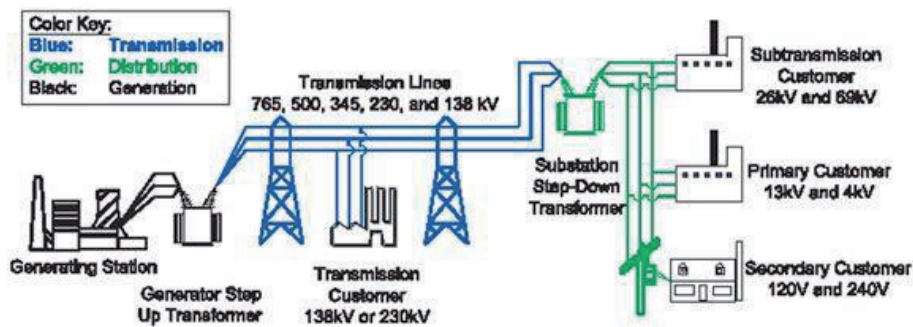 Color Key:
Blue: Transmission
Green: Distribution
Black: Generation
Transmission Lines
765, 500, 345, 230, and 138 kV
Generating Station
Generator Step
Up Transformer
Transmission
Customer
138kV or 230kV
Substation
Step-Down
Transformer
Subtransmission
Customer
26kV and 69kV
Primary Customer
13kV and 4kV
Secondary Customer
120V and 240V